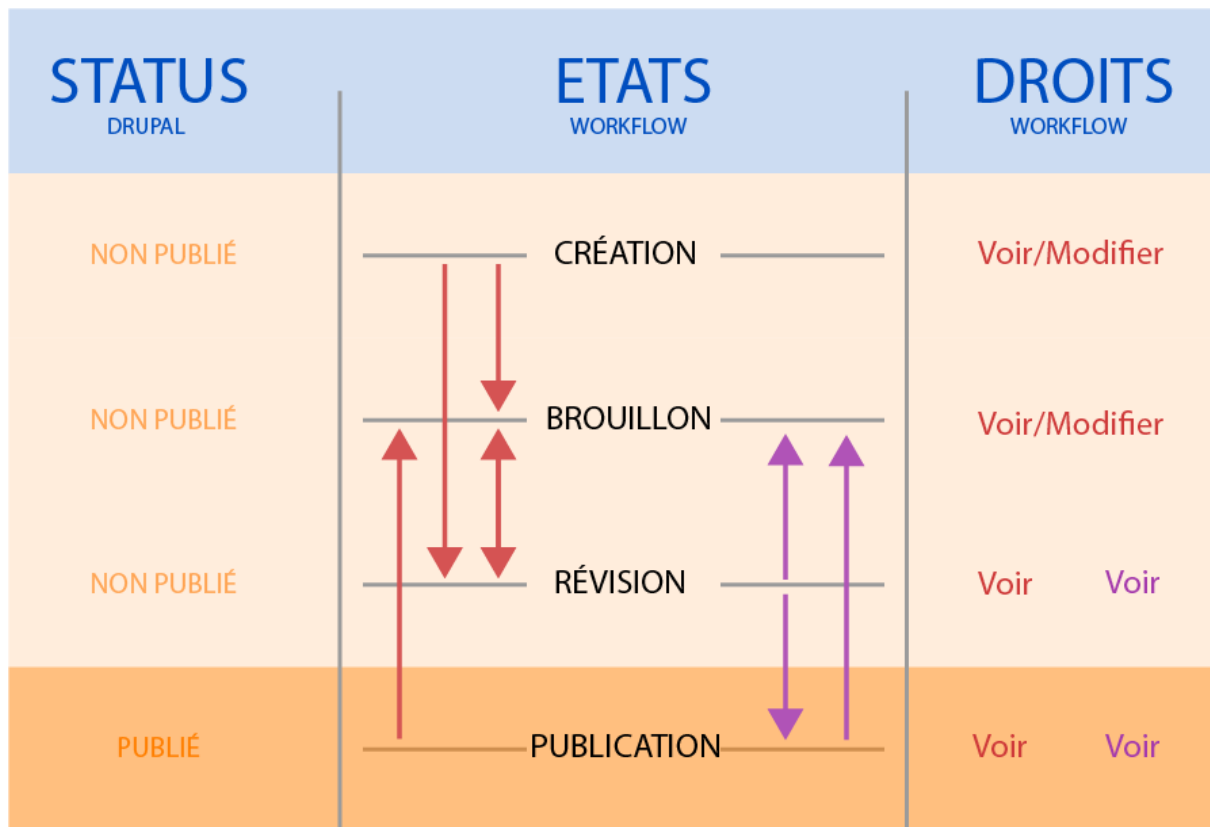 STATUS
DRUPAL
ETATS
WORKFLOW
DROITS
WORKFLOW
NON PUBLIÉ
CRÉATION
Voir/Modifier
NON PUBLIÉ
BROUILLON
Voir/Modifier
NON PUBLIÉ
RÉVISION
Voir
Voir
PUBLIÉ
PUBLICATION
Voir
Voir